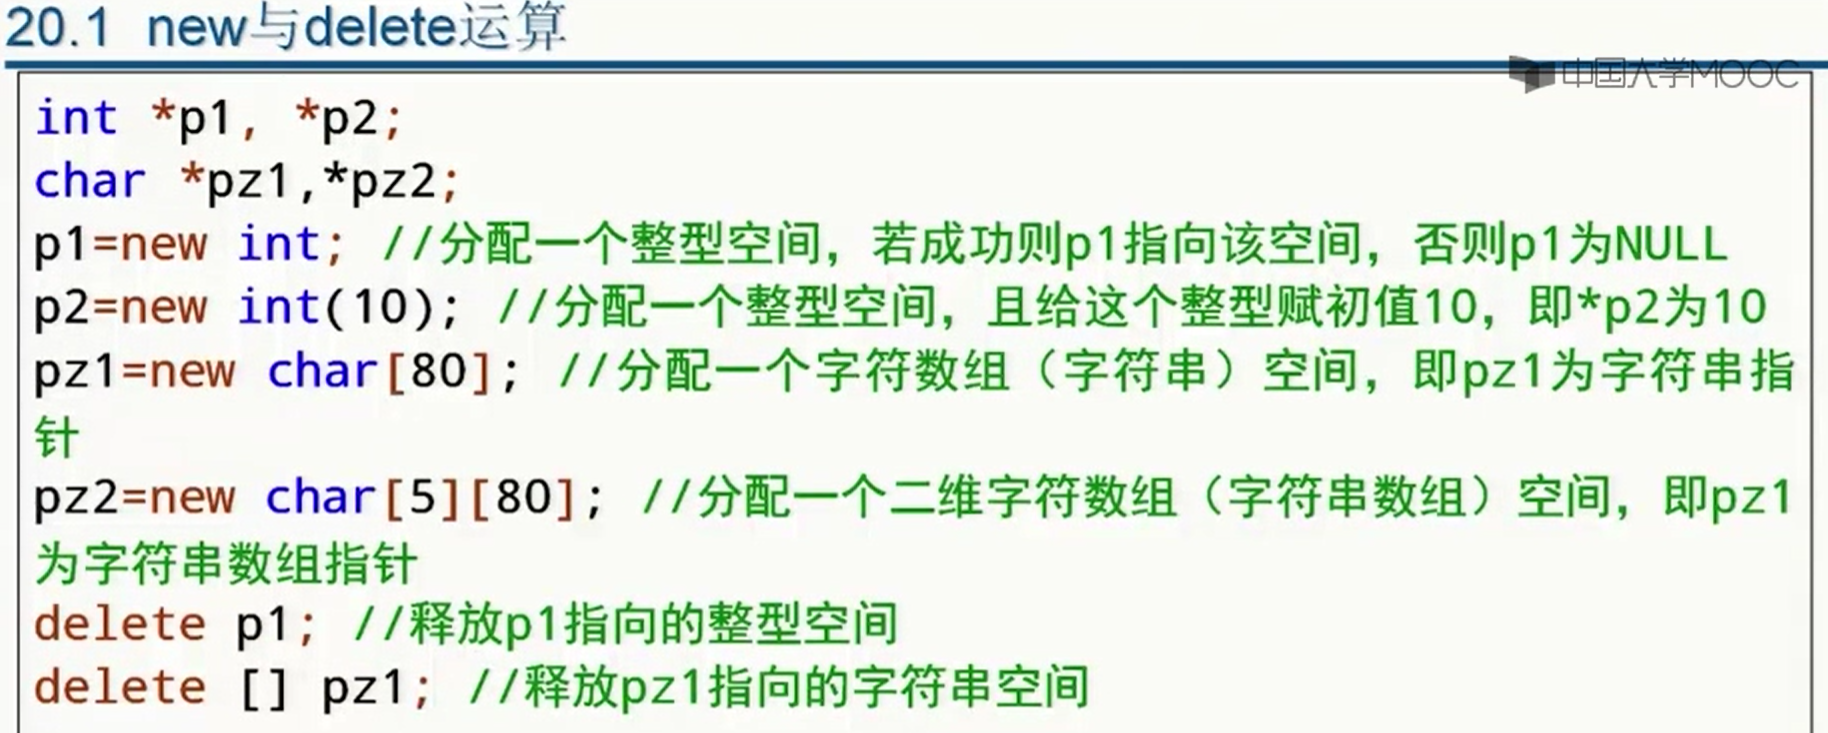 20.1 new与delete运算
中国大学MOOC
int *p1, *p2;
char *pz1,*pz2;
p1=new int; //分配一个整型空间，若成功则p1指向该空间，否则p1为NULL
p2=new int(10); //分配一个整型空间，且给这个整型赋初值10，即*p2为10
pz1=new char[80]; //分配一个字符数组（字符串）空间，即pz1为字符串指
针
pz2=new char[5][80]; //分配一个二维字符数组（字符串数组）空间，即pz1
为字符串数组指针
delete p1; //释放p1指向的整型空间
delete [] pz1; //释放pz1指向的字符串空间